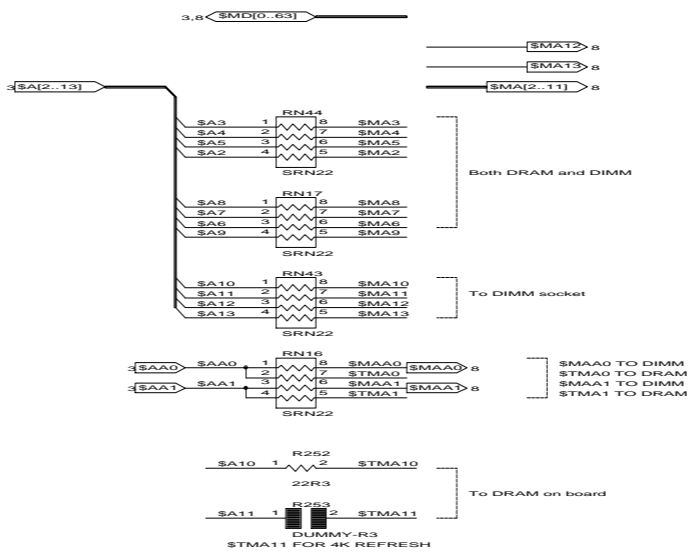 3,8 $MD[0..63]
$MA12 8
$MA13 8
3 $A[2..13] $MA[2..11] 8
RN44
$A3 1 8 $MA3
$A4 2 7 $MA4
$A5 3 6 $MA5
$A2 4 5 $MA2
SRN22
Both DRAM and DIMM
RN17
$A8 1 8 $MA8
$A7 2 7 $MA7
$A6 3 6 $MA6
$A9 4 5 $MA9
SRN22
RN43
$A10 1 8 $MA10
$A11 2 7 $MA11
$A12 3 6 $MA12
$A13 4 5 $MA13
To DIMM socket
SRN22
RN16
3 $AA0 $AA0 1 8 $MAA0 $MAA0 8
2 7 $TMA0
3 $AA1 $AA1 3 6 $MAA1 $MAA1 8
4 5 $TMA1
SRN22
$MAA0 TO DIMM
$TMA0 TO DRAM
$MAA1 TO DIMM
$TMA1 TO DRAM
R252
$A10 1 2 $TMA10
22R3
To DRAM on board
R253
$A11 1 2 $TMA11
DUMMY-R3
$TMA11 FOR 4K REFRESH